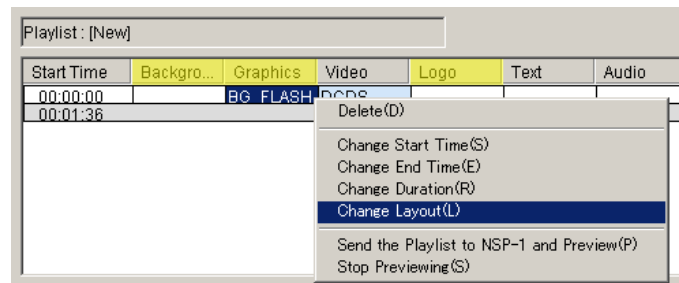 Playlist : [New]
Start Time Backgro... Graphics Video Logo Text Audio
00:00:00 BG_FLASH DCDS
00:01:36
Delete(D)
Change Start Time(S)
Change End Time(E)
Change Duration(R)
Change Layout(L)
Send the Playlist to NSP-1 and Preview(P)
Stop Previewing(S)